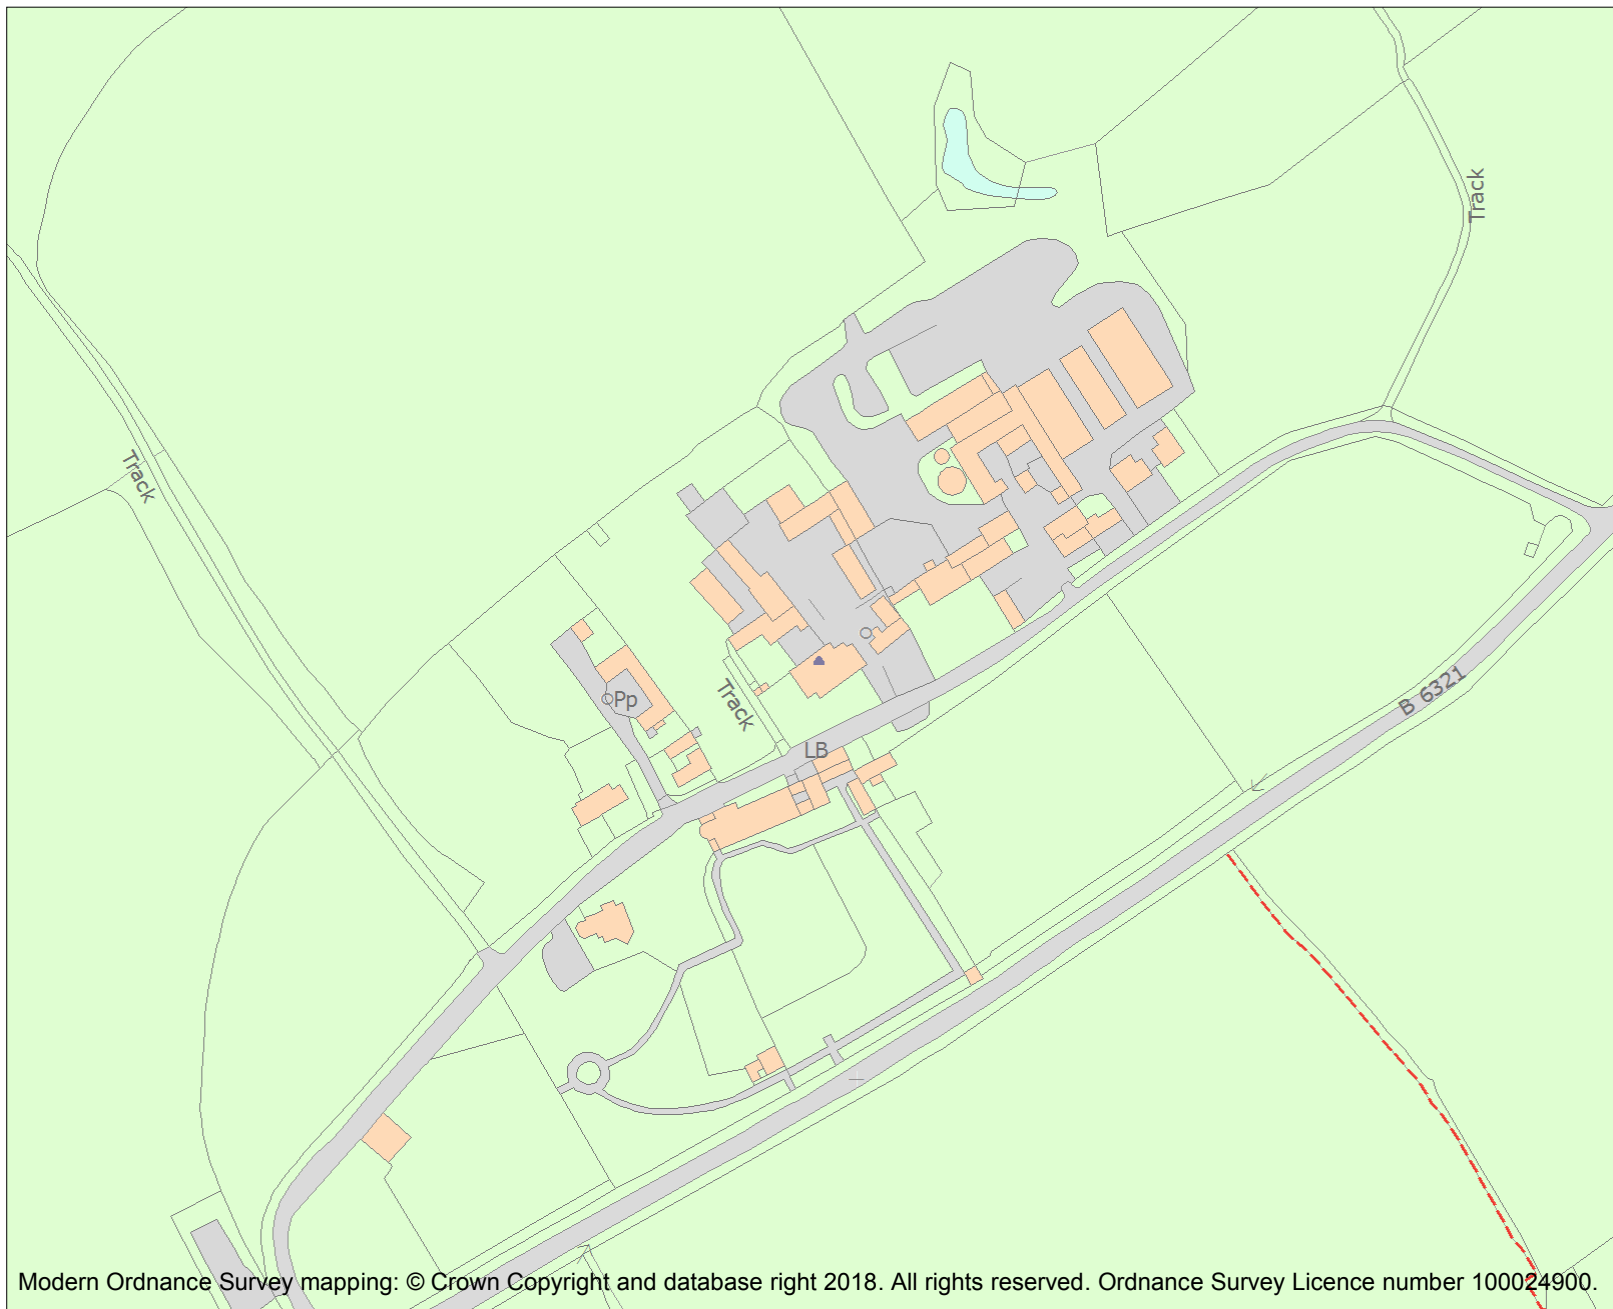 Track
Track
Track
Pp
B 6321
LB
Modern Ordnance Survey mapping: © Crown Copyright and database right 2018. All rights reserved. Ordnance Survey Licence number 100024900.